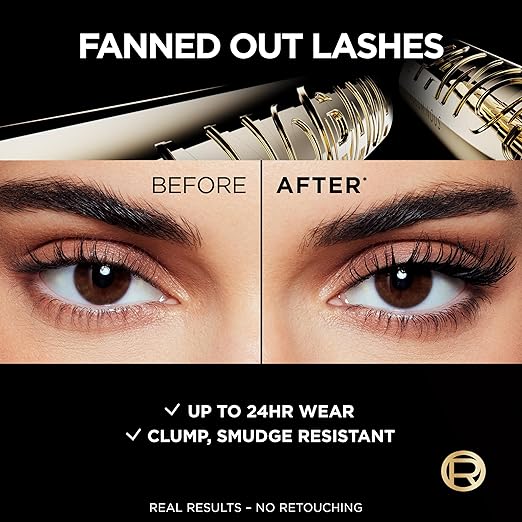 FANNED OUT LASHES
BEFORE
AFTER*
✓ UP TO 24HR WEAR
✓ CLUMP, SMUDGE RESISTANT
REAL RESULTS – NO RETOUCHING